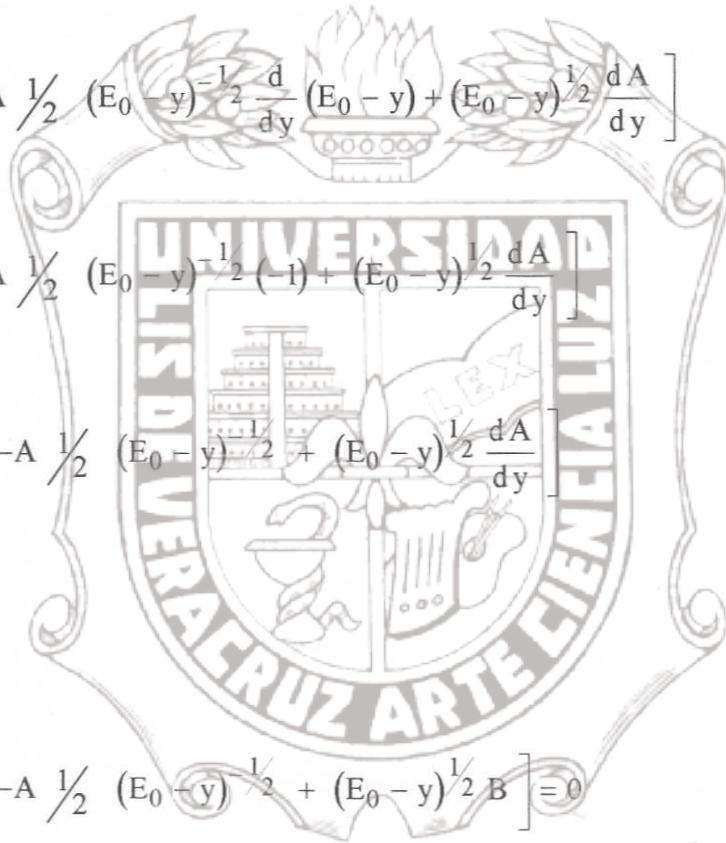 A 1/2 (E₀ − y)^(−1/2) d/dy (E₀ − y) + (E₀ − y)^(1/2) dA/dy ]
A 1/2 (E₀ − y)^(−1/2) (−1) + (E₀ − y)^(1/2) dA/dy ]
−A 1/2 (E₀ − y)^(−1/2) + (E₀ − y)^(1/2) dA/dy ]
−A 1/2 (E₀ − y)^(−1/2) + (E₀ − y)^(1/2) B ] = 0
UNIVERSIDAD
LIS DE VERACRUZ ARTE CIENCIA LUZ
LEX